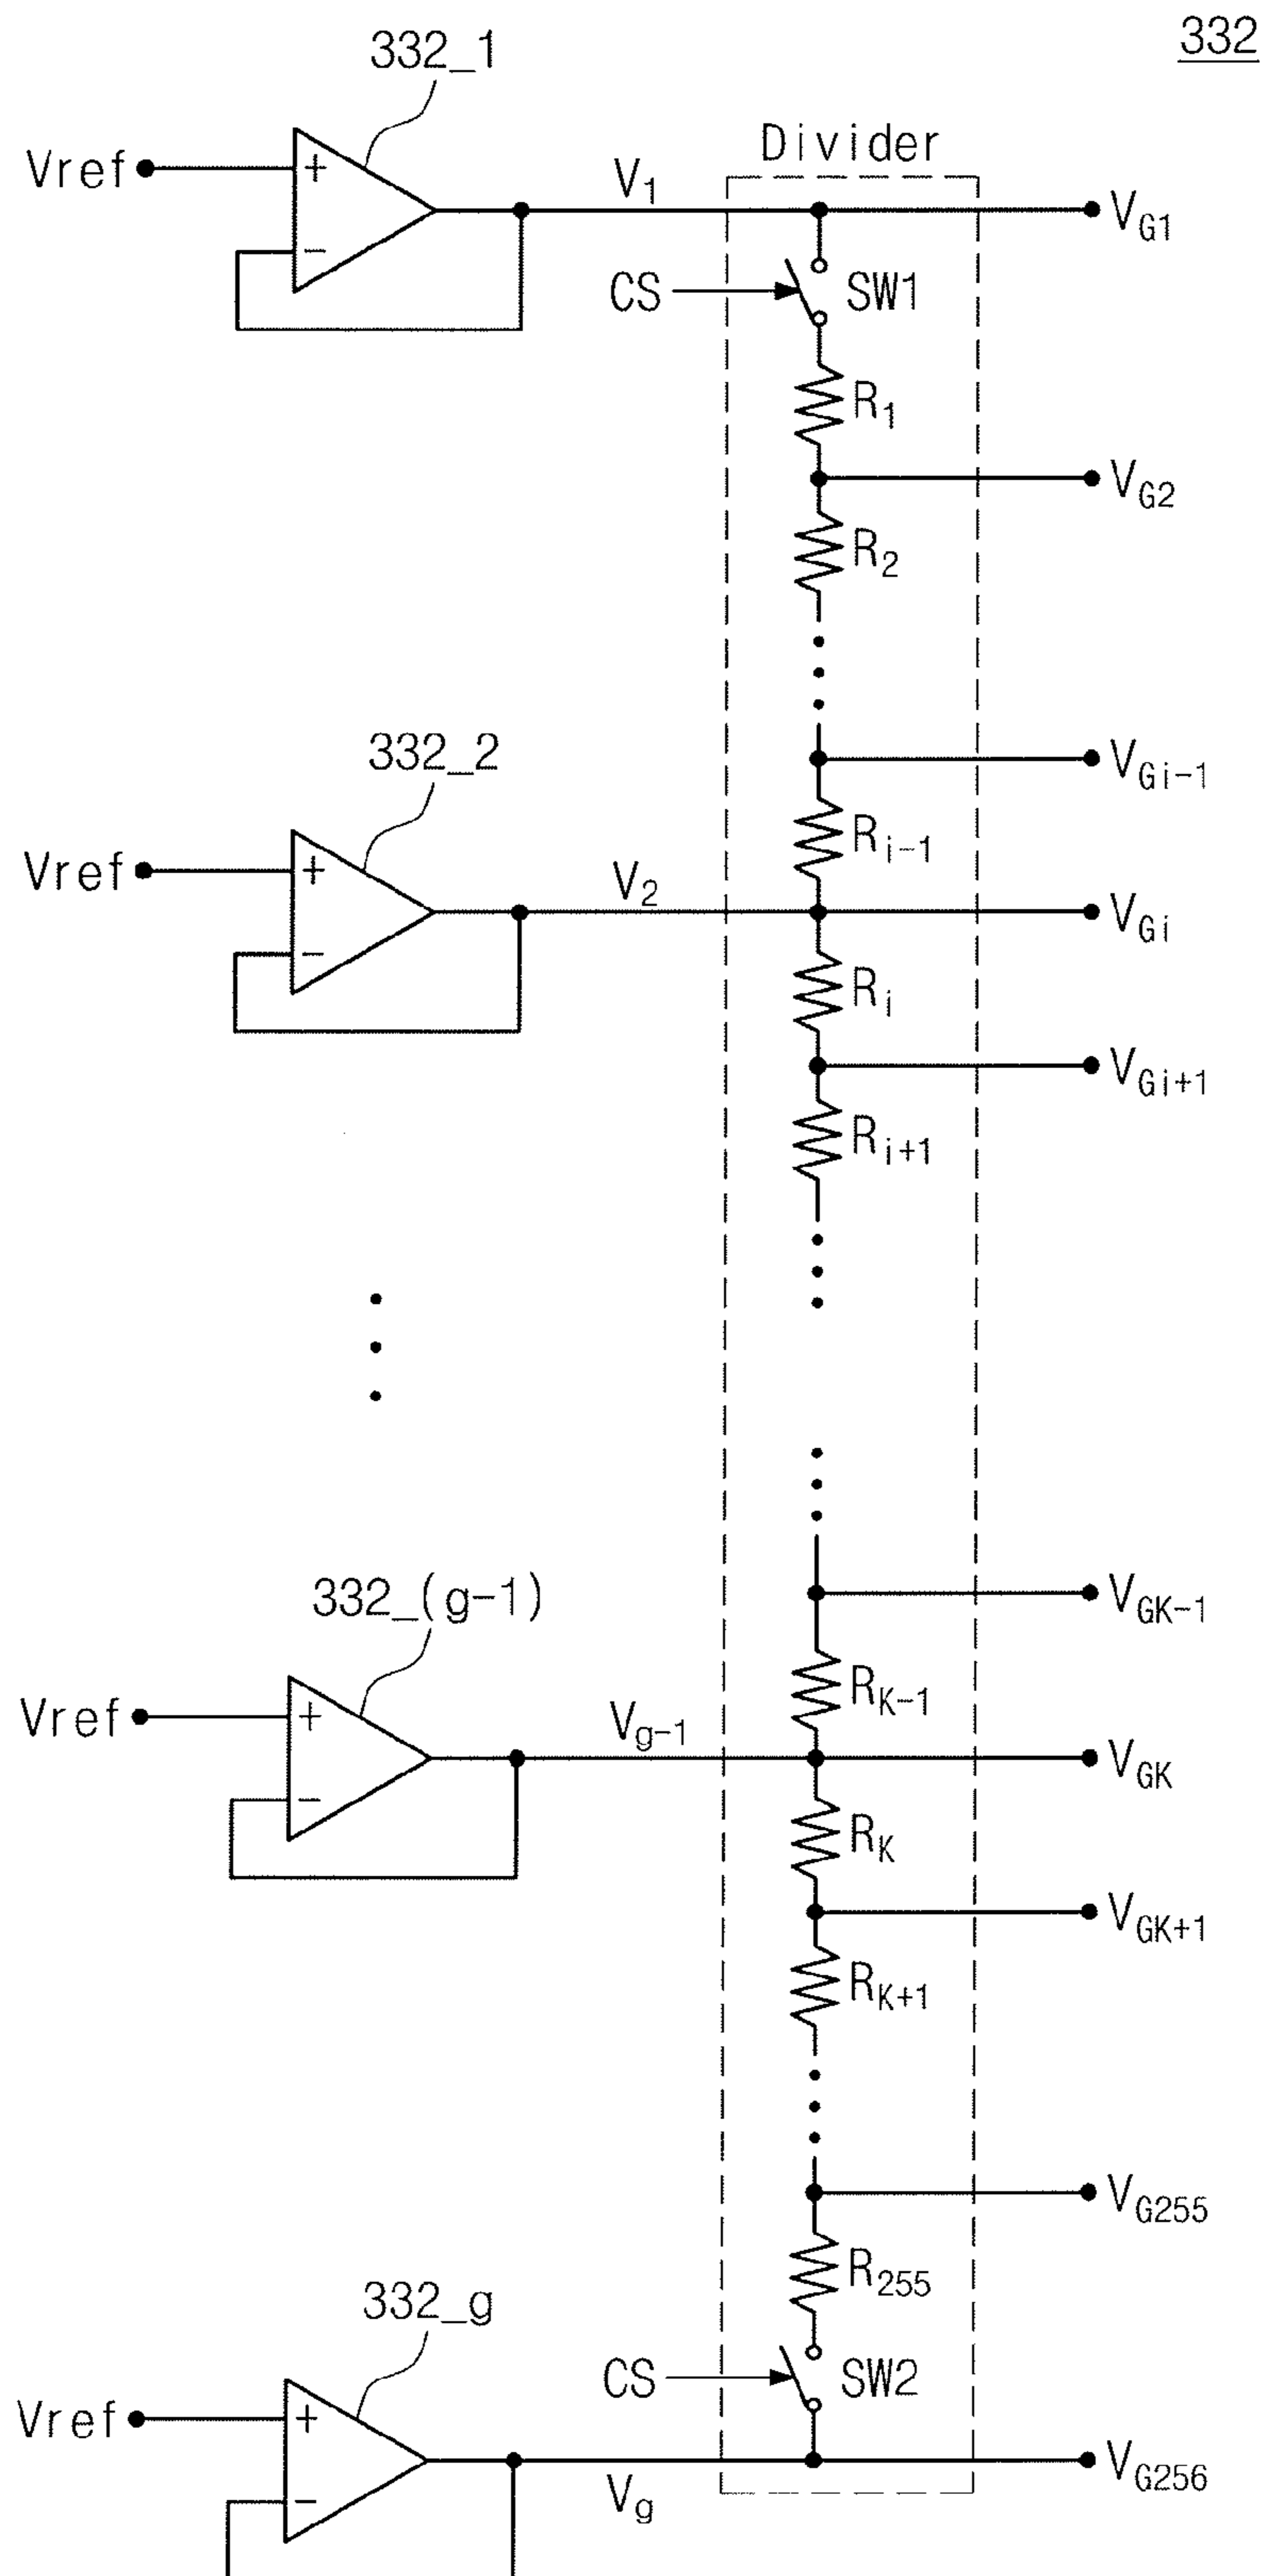 332
332_1
Divider
Vref
+
V1
VG1
−
CS
SW1
R1
VG2
R2
332_2
VGi-1
Ri-1
Vref
+
V2
VGi
−
Ri
VGi+1
Ri+1
332_(g-1)
VGK-1
RK-1
Vref
+
Vg-1
VGK
−
RK
VGK+1
RK+1
VG255
R255
332_g
CS
SW2
Vref
+
VG256
−
Vg